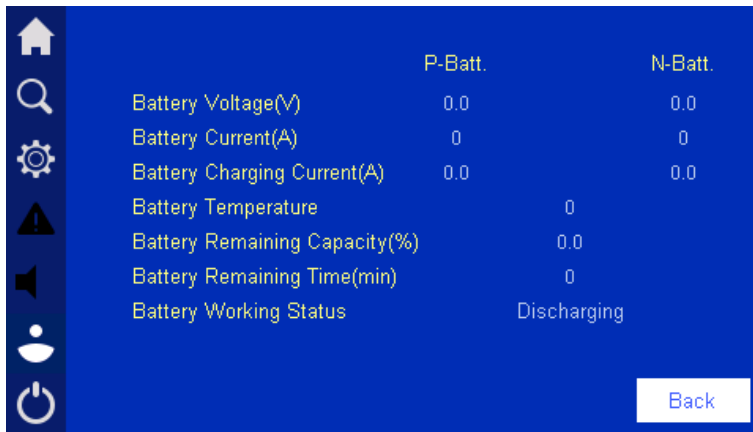 P-Batt. N-Batt.
Battery Voltage(V) 0.0 0.0
Battery Current(A) 0 0
Battery Charging Current(A) 0.0 0.0
Battery Temperature 0
Battery Remaining Capacity(%) 0.0
Battery Remaining Time(min) 0
Battery Working Status Discharging
Back